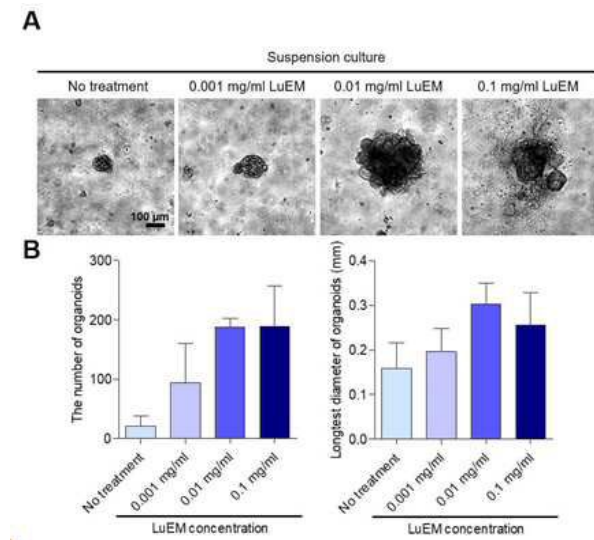 A
Suspension culture
No treatment 0.001 mg/ml LuEM 0.01 mg/ml LuEM 0.1 mg/ml LuEM
100 µm
B
The number of organoids
300
200
100
0
No treatment
0.001 mg/ml
0.01 mg/ml
0.1 mg/ml
LuEM concentration
Longtest diameter of organoids (mm)
0.4
0.3
0.2
0.1
0.0
No treatment
0.001 mg/ml
0.01 mg/ml
0.1 mg/ml
LuEM concentration